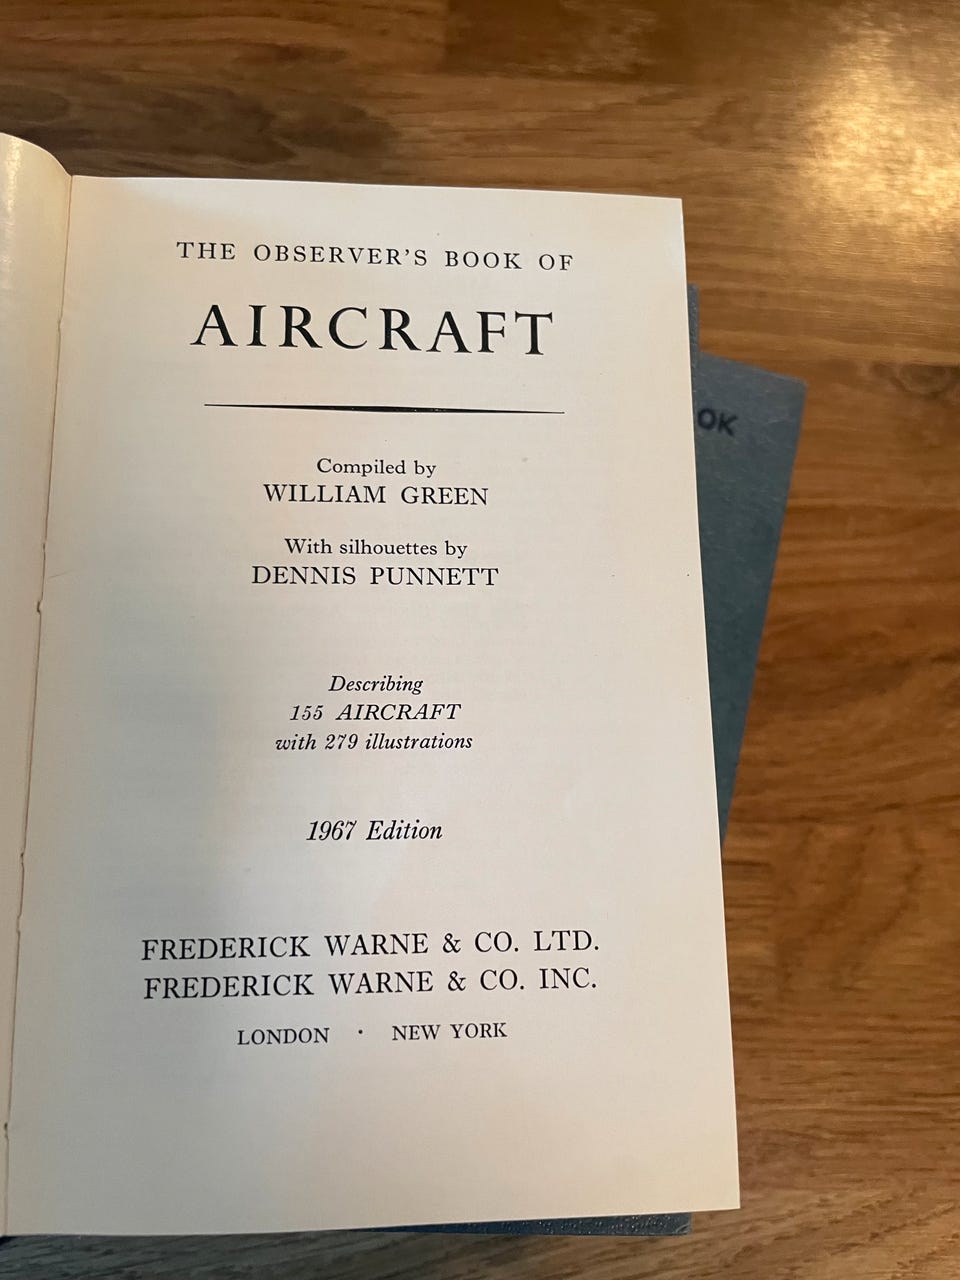 THE OBSERVER'S BOOK OF
AIRCRAFT
Compiled by
WILLIAM GREEN
With silhouettes by
DENNIS PUNNETT
Describing
155 AIRCRAFT
with 279 illustrations
1967 Edition
FREDERICK WARNE & CO. LTD.
FREDERICK WARNE & CO. INC.
LONDON · NEW YORK
OK